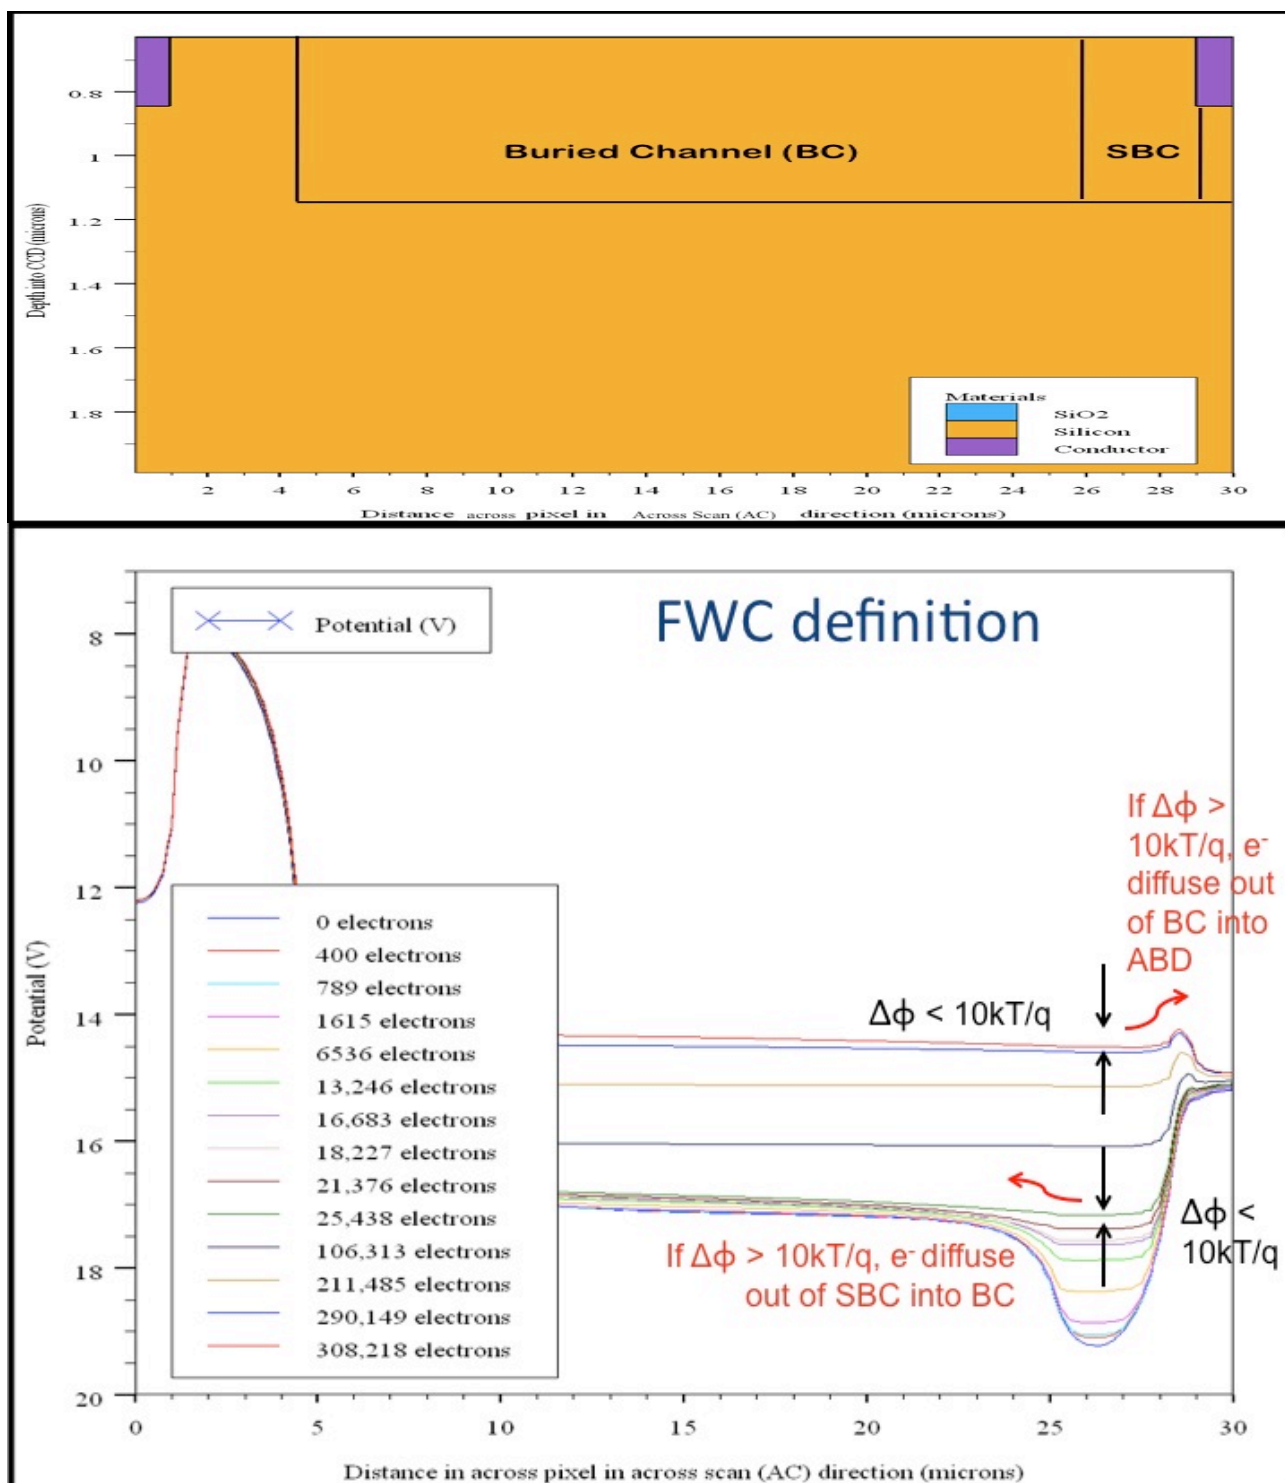 0.8
1
1.2
1.4
1.6
1.8
Depth into CCD (microns)
Buried Channel (BC)
SBC
Materials
SiO2
Silicon
Conductor
2 4 6 8 10 12 14 16 18 20 22 24 26 28 30
Distance across pixel in Across Scan (AC) direction (microns)
FWC definition
Potential (V)
8
10
12
14
16
18
20
Potential (V)
0 electrons
400 electrons
789 electrons
1615 electrons
6536 electrons
13,246 electrons
16,683 electrons
18,227 electrons
21,376 electrons
25,438 electrons
106,313 electrons
211,485 electrons
290,149 electrons
308,218 electrons
If Δϕ >
10kT/q, e-
diffuse out
of BC into
ABD
Δϕ < 10kT/q
Δϕ <
10kT/q
If Δϕ > 10kT/q, e- diffuse
out of SBC into BC
0 5 10 15 20 25 30
Distance in across pixel in across scan (AC) direction (microns)